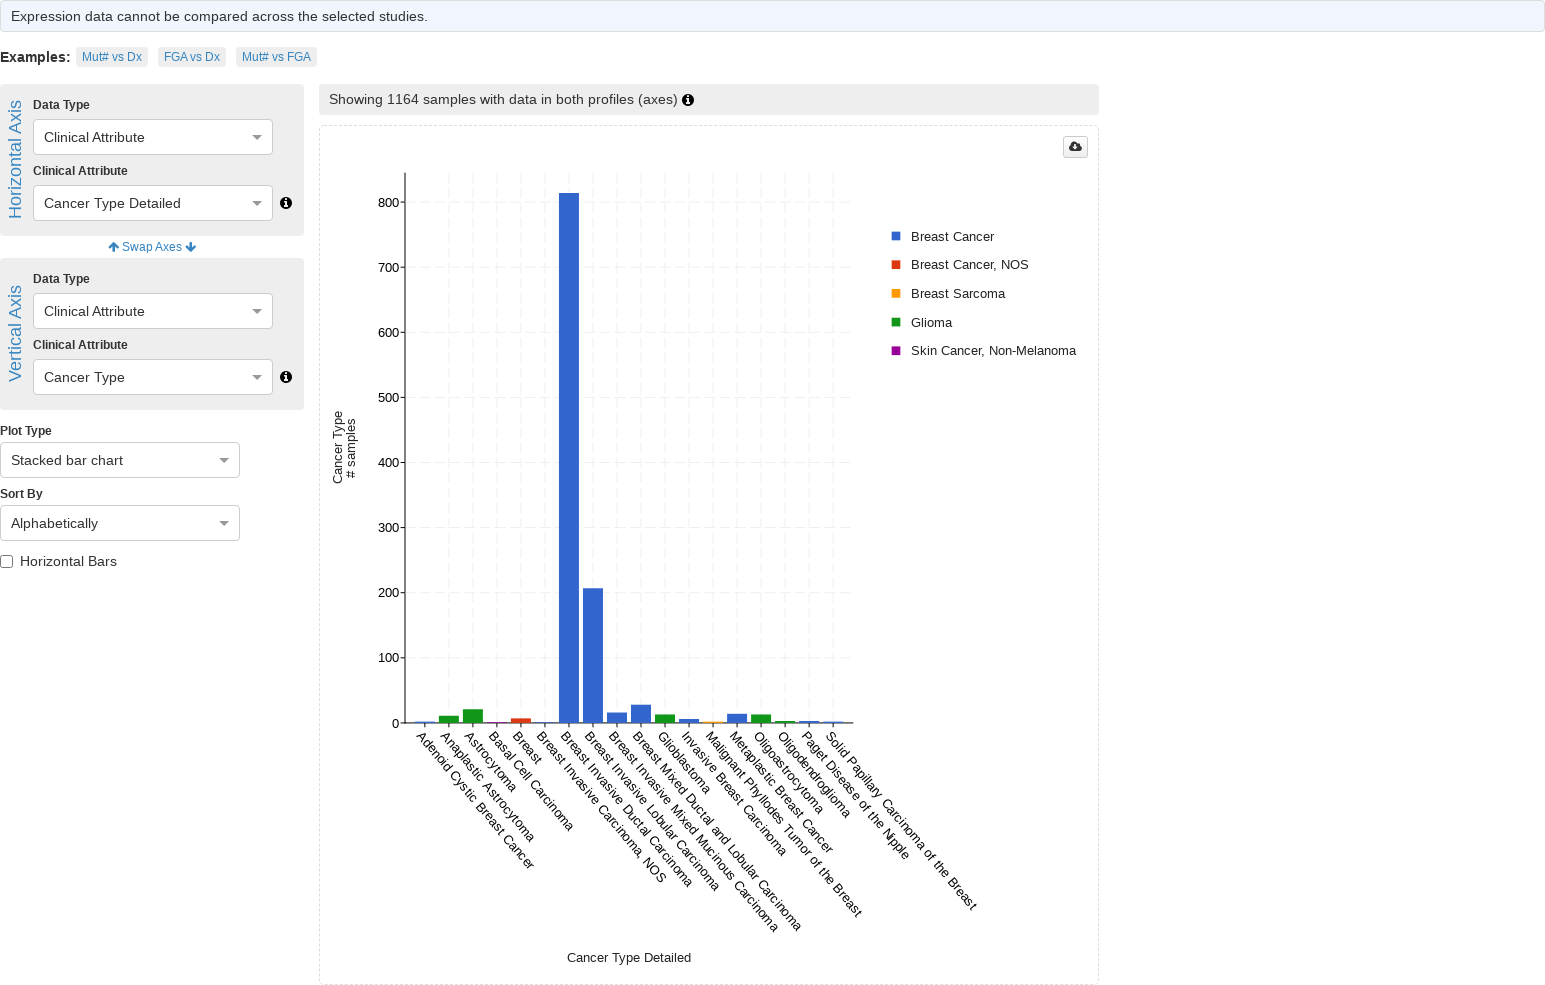 Expression data cannot be compared across the selected studies.
Examples: Mut# vs Dx FGA vs Dx Mut# vs FGA
Horizontal Axis
Data Type
Clinical Attribute
Clinical Attribute
Cancer Type Detailed
Swap Axes
Vertical Axis
Data Type
Clinical Attribute
Clinical Attribute
Cancer Type
Plot Type
Stacked bar chart
Sort By
Alphabetically
Horizontal Bars
Showing 1164 samples with data in both profiles (axes)
Cancer Type
# samples
800
700
600
500
400
300
200
100
0
Breast Cancer
Breast Cancer, NOS
Breast Sarcoma
Glioma
Skin Cancer, Non-Melanoma
Adenoid Cystic Breast Cancer
Anaplastic Astrocytoma
Astrocytoma
Basal Cell Carcinoma
Breast
Breast Invasive Carcinoma, NOS
Breast Invasive Ductal Carcinoma
Breast Invasive Lobular Carcinoma
Breast Invasive Mixed Mucinous Carcinoma
Breast Mixed Ductal and Lobular Carcinoma
Glioblastoma
Invasive Breast Carcinoma
Malignant Phyllodes Tumor of the Breast
Metaplastic Breast Cancer
Oligoastrocytoma
Oligodendroglioma
Paget Disease of the Nipple
Solid Papillary Carcinoma of the Breast
Cancer Type Detailed